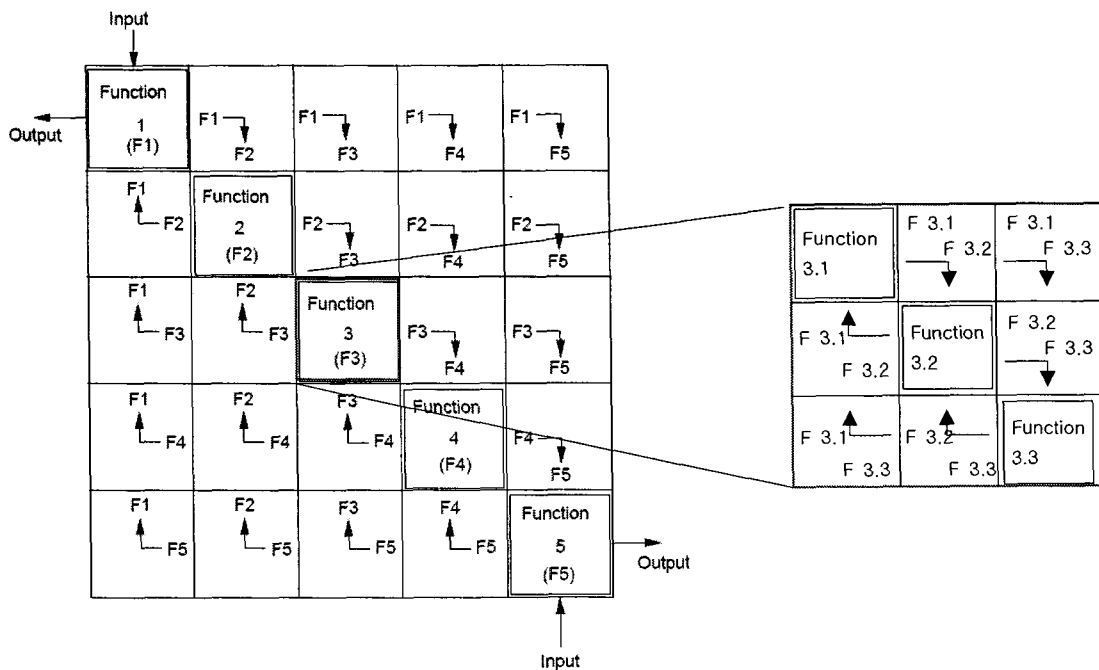 Input
Output
Function
1
(F1)
F1
F2
F1
F3
F1
F4
F1
F5
F1
F2
Function
2
(F2)
F2
F3
F2
F4
F2
F5
F1
F3
F2
F3
Function
3
(F3)
F3
F4
F3
F5
F1
F4
F2
F4
F3
F4
Function
4
(F4)
F4
F5
F1
F5
F2
F5
F3
F5
F4
F5
Function
5
(F5)
Output
Input
Function
3.1
F 3.1
F 3.2
F 3.1
F 3.3
F 3.1
F 3.2
Function
3.2
F 3.2
F 3.3
F 3.1
F 3.3
F 3.2
F 3.3
Function
3.3